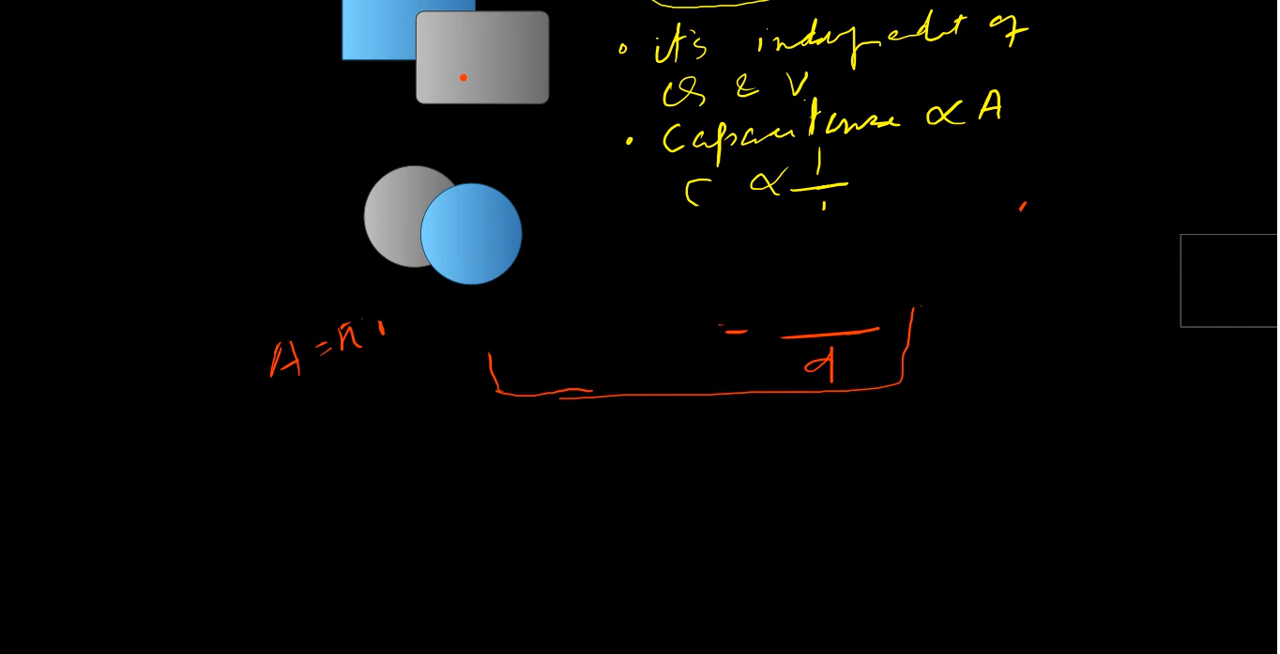 • it's independent of
Q & V
• Capacitance ∝ A
C ∝ 1
A = π
= 
d